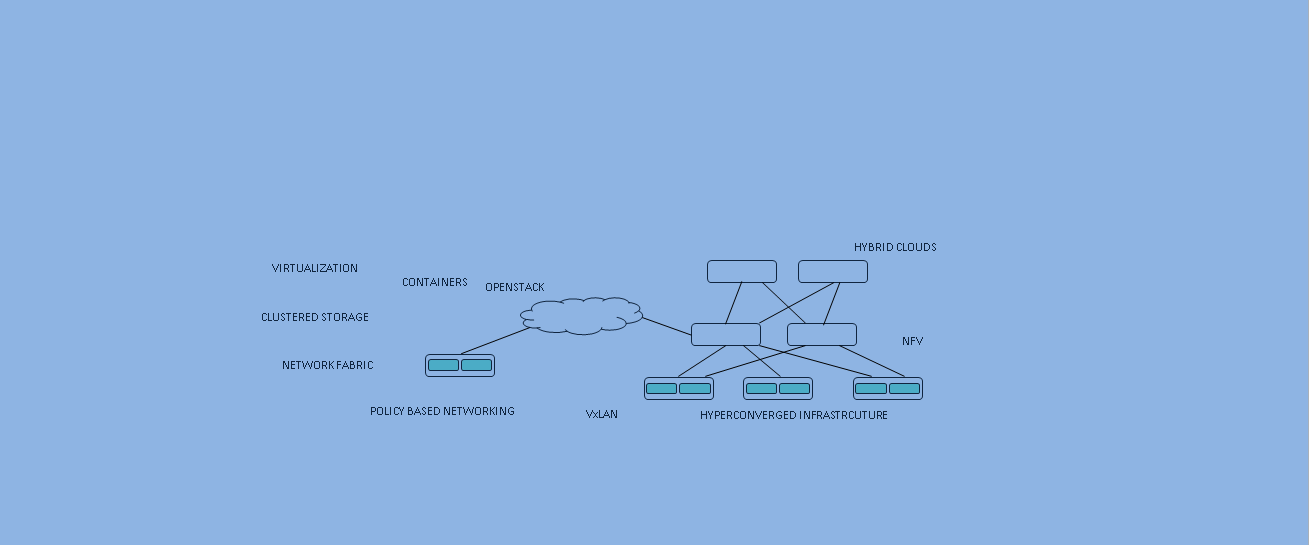 HYBRID CLOUDS
VIRTUALIZATION
CONTAINERS
OPENSTACK
CLUSTERED STORAGE
NFV
NETWORK FABRIC
POLICY BASED NETWORKING
VxLAN
HYPERCONVERGED INFRASTRCUTURE